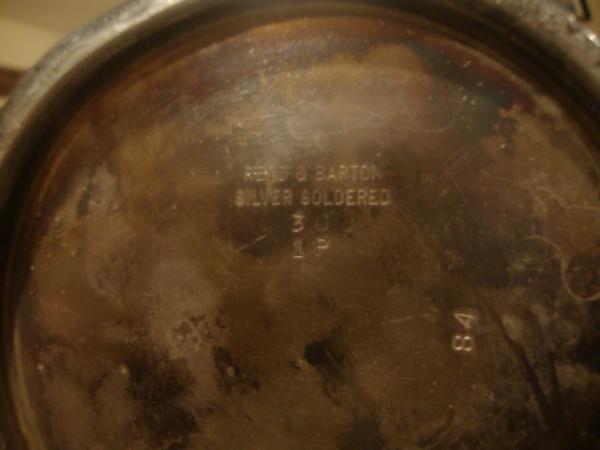 REED & BARTON
SILVER SOLDERED
3
1 P
84